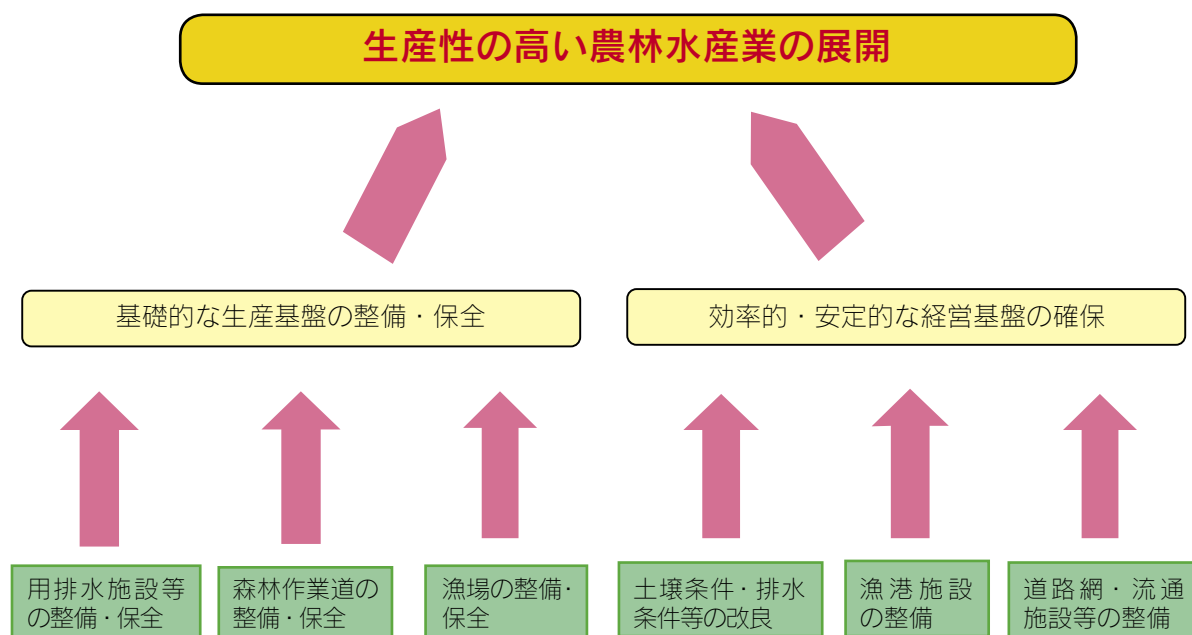 生産性の高い農林水産業の展開
基礎的な生産基盤の整備・保全
効率的・安定的な経営基盤の確保
用排水施設等
の整備・保全
森林作業道の
整備・保全
漁場の整備・
保全
土壌条件・排水
条件等の改良
漁港施設
の整備
道路網・流通
施設等の整備